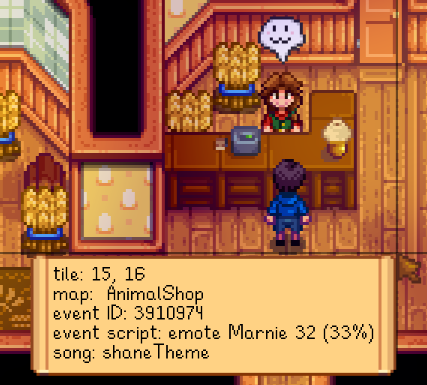 tile: 15, 16
map: AnimalShop
event ID: 3910974
event script: emote Marnie 32 (33%)
song: shaneTheme